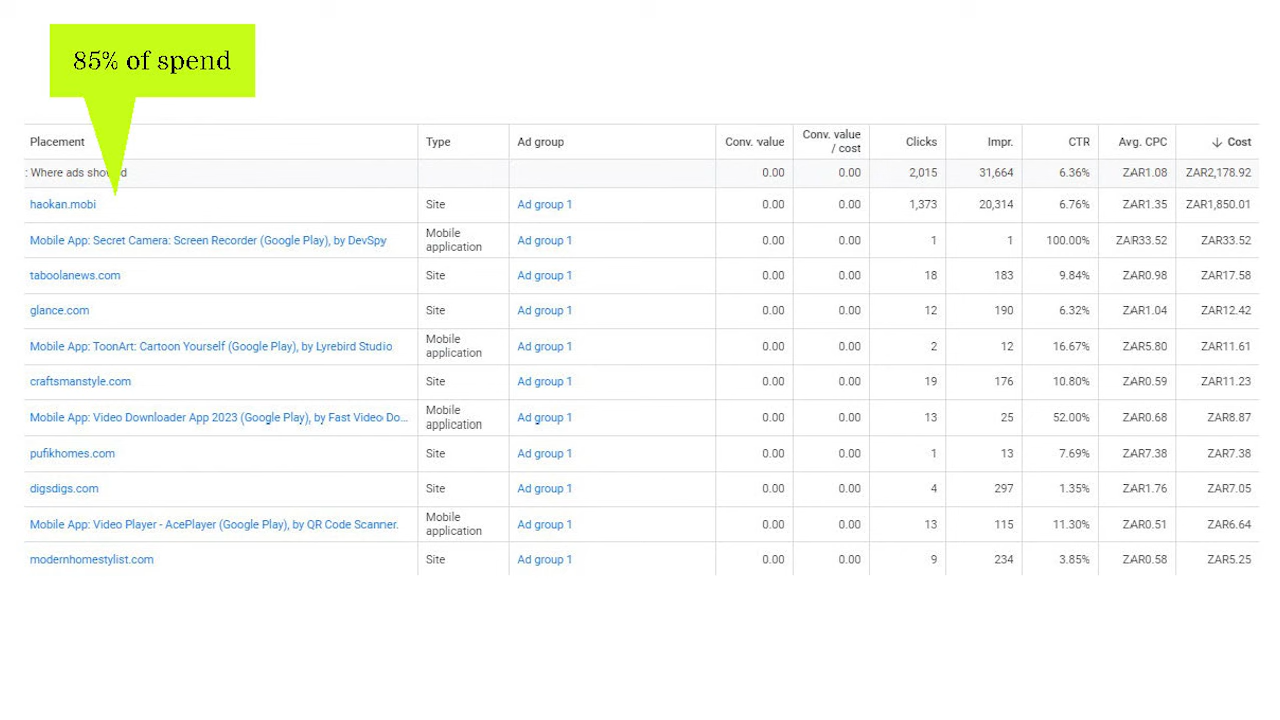 85% of spend
Placement Type Ad group Conv. value Conv. value / cost Clicks Impr. CTR Avg. CPC ↓ Cost
: Where ads showed 0.00 0.00 2,015 31,664 6.36% ZAR1.08 ZAR2,178.92
haokan.mobi Site Ad group 1 0.00 0.00 1,373 20,314 6.76% ZAR1.35 ZAR1,850.01
Mobile App: Secret Camera: Screen Recorder (Google Play), by DevSpy Mobile application Ad group 1 0.00 0.00 1 1 100.00% ZAR33.52 ZAR33.52
taboolanews.com Site Ad group 1 0.00 0.00 18 183 9.84% ZAR0.98 ZAR17.58
glance.com Site Ad group 1 0.00 0.00 12 190 6.32% ZAR1.04 ZAR12.42
Mobile App: ToonArt: Cartoon Yourself (Google Play), by Lyrebird Studio Mobile application Ad group 1 0.00 0.00 2 12 16.67% ZAR5.80 ZAR11.61
craftsmanstyle.com Site Ad group 1 0.00 0.00 19 176 10.80% ZAR0.59 ZAR11.23
Mobile App: Video Downloader App 2023 (Google Play), by Fast Video Do... Mobile application Ad group 1 0.00 0.00 13 25 52.00% ZAR0.68 ZAR8.87
pufikhomes.com Site Ad group 1 0.00 0.00 1 13 7.69% ZAR7.38 ZAR7.38
digsdigs.com Site Ad group 1 0.00 0.00 4 297 1.35% ZAR1.76 ZAR7.05
Mobile App: Video Player - AcePlayer (Google Play), by QR Code Scanner. Mobile application Ad group 1 0.00 0.00 13 115 11.30% ZAR0.51 ZAR6.64
modernhomestylist.com Site Ad group 1 0.00 0.00 9 234 3.85% ZAR0.58 ZAR5.25